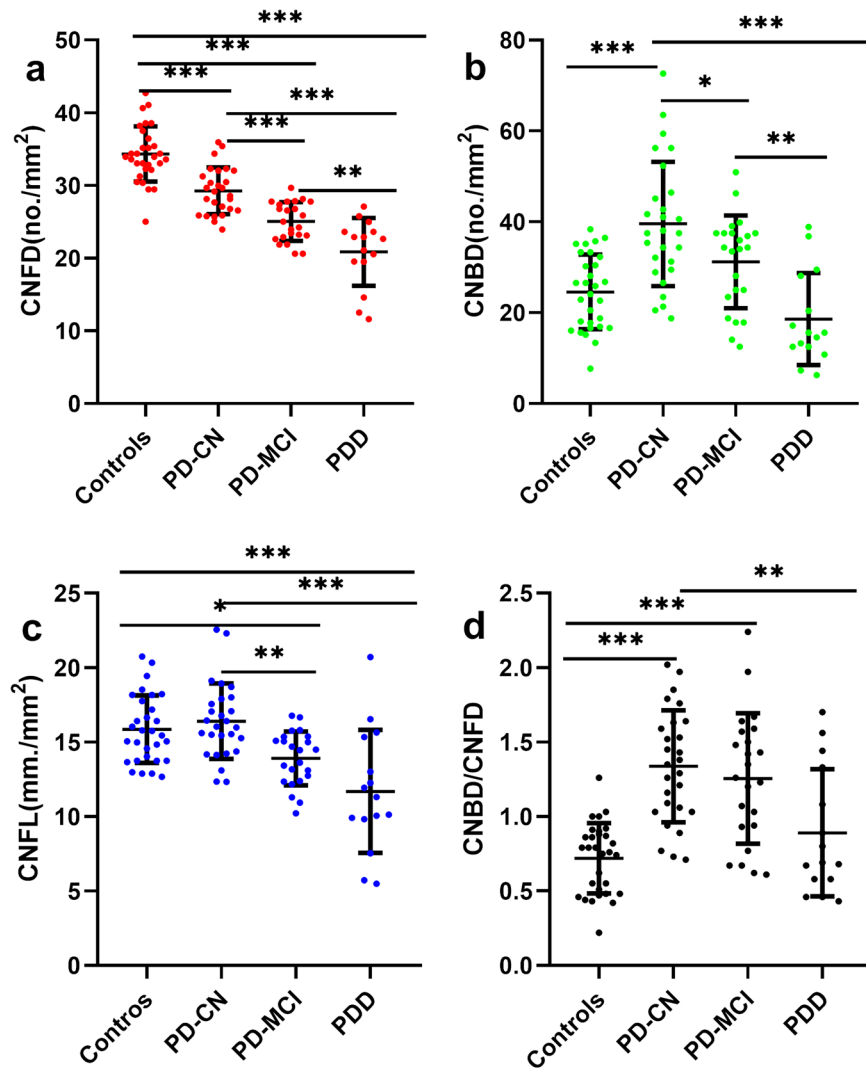 ***
***
***
***
***
**
a
CNFD(no./mm²)
50
40
30
20
10
0
Controls
PD-CN
PD-MCI
PDD
***
***
*
**
b
CNBD(no./mm²)
80
60
40
20
0
Controls
PD-CN
PD-MCI
PDD
***
***
*
**
c
CNFL(mm./mm²)
25
20
15
10
5
0
Contros
PD-CN
PD-MCI
PDD
**
***
***
d
CNBD/CNFD
2.5
2.0
1.5
1.0
0.5
0.0
Controls
PD-CN
PD-MCI
PDD